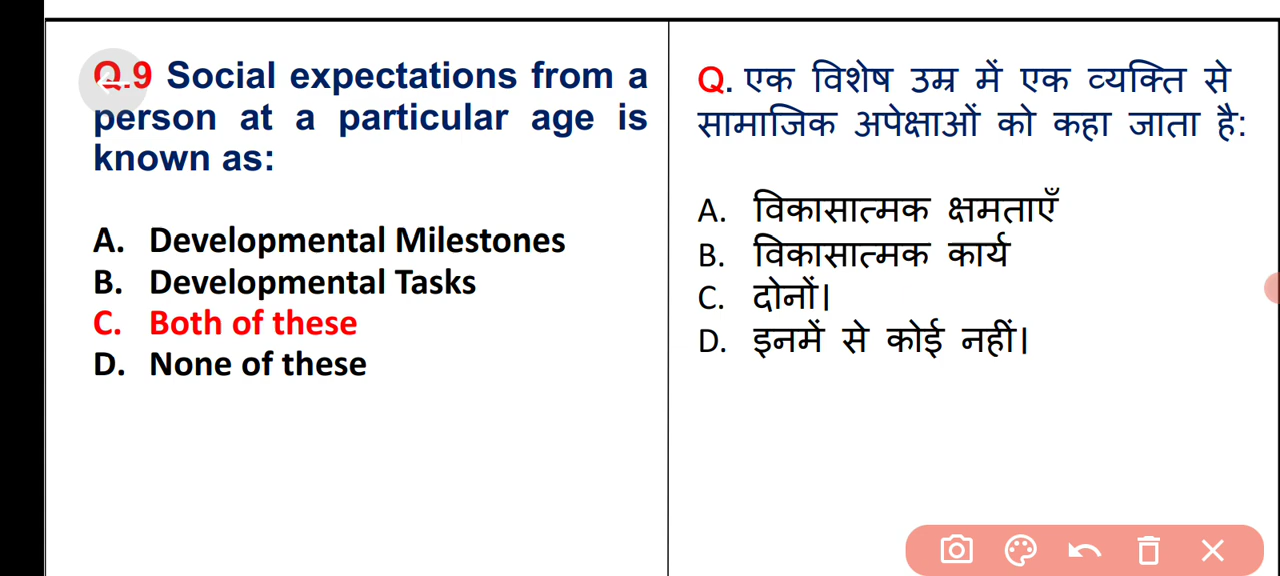 Q.9 Social expectations from a
person at a particular age is
known as:
A. Developmental Milestones
B. Developmental Tasks
C. Both of these
D. None of these
Q. एक विशेष उम्र में एक व्यक्ति से
सामाजिक अपेक्षाओं को कहा जाता है:
A. विकासात्मक क्षमताएँ
B. विकासात्मक कार्य
C. दोनों।
D. इनमें से कोई नहीं।